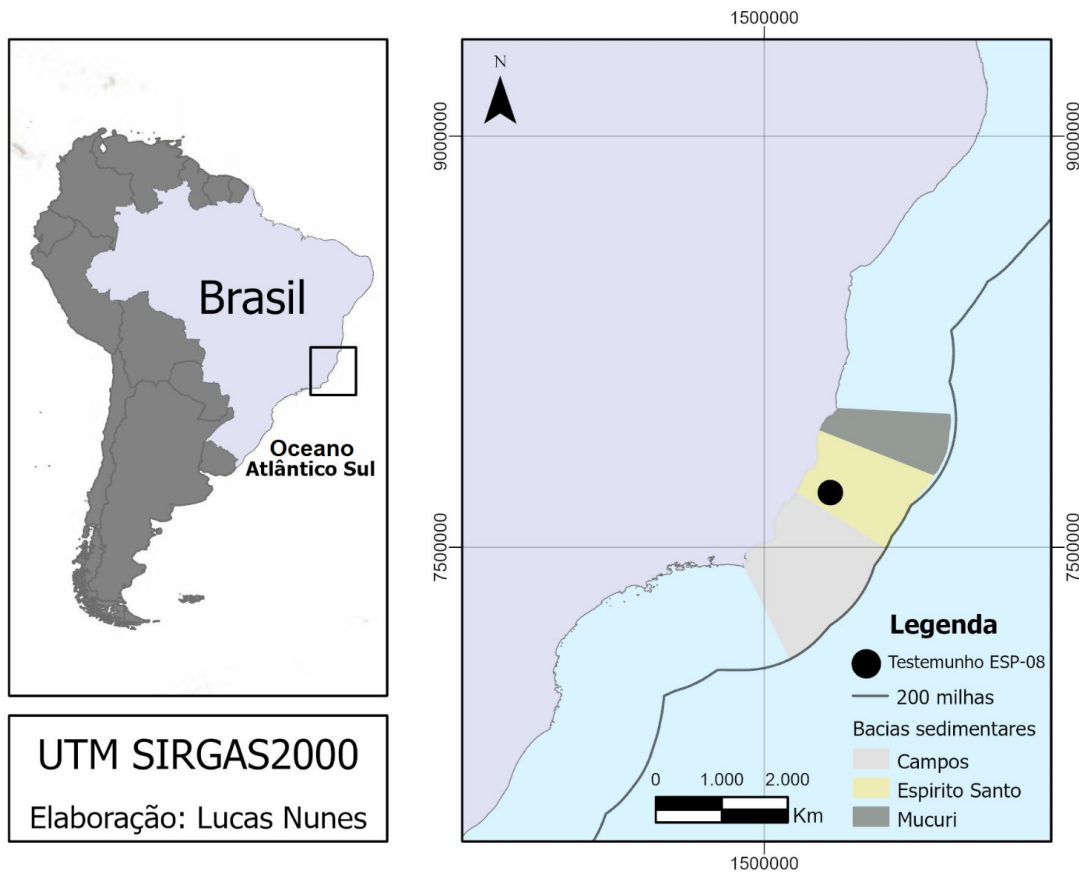 Brasil
Oceano
Atlântico Sul
UTM SIRGAS2000
Elaboração: Lucas Nunes
1500000
N
9000000
9000000
7500000
7500000
Legenda
Testemunho ESP-08
200 milhas
Bacias sedimentares
Campos
Espirito Santo
Mucuri
0 1.000 2.000
Km
1500000